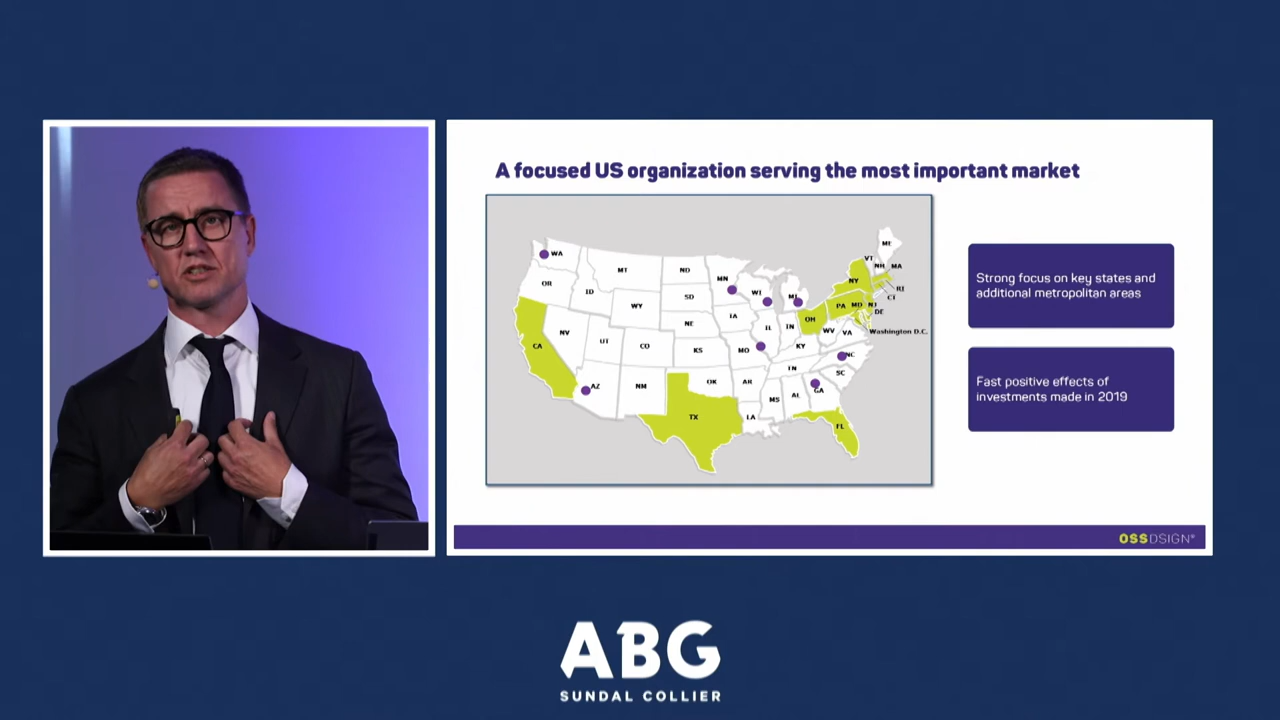 A focused US organization serving the most important market
ME
WA
VT
NH
MA
MT
ND
MN
OR
NY
RI
ID
SD
WI
MI
CT
WY
PA
MD
NJ
DE
IA
OH
NE
Washington D.C.
NV
IL
IN
WV
VA
UT
CO
CA
KS
MO
KY
NC
TN
SC
AZ
NM
OK
AR
GA
MS
AL
TX
LA
FL
Strong focus on key states and
additional metropolitan areas
Fast positive effects of
investments made in 2019
OSSDSIGN®
ABG
SUNDAL COLLIER